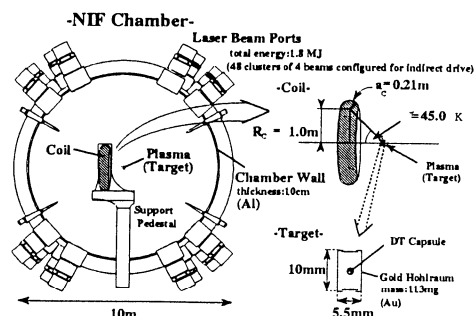 -NIF Chamber-
Laser Beam Ports
total energy:1.8 MJ
(48 clusters of 4 beams configured for indirect drive)
-Coil-
a c = 0.21m
=45.0 K
R C = 1.0m
Coil
Plasma
(Target)
Plasma
(Target)
Chamber Wall
thickness:10cm
(Al)
Support
Pedestal
-Target-
DT Capsule
10mm
Gold Hohlraum
mass:113mg
(Au)
10m
5.5mm